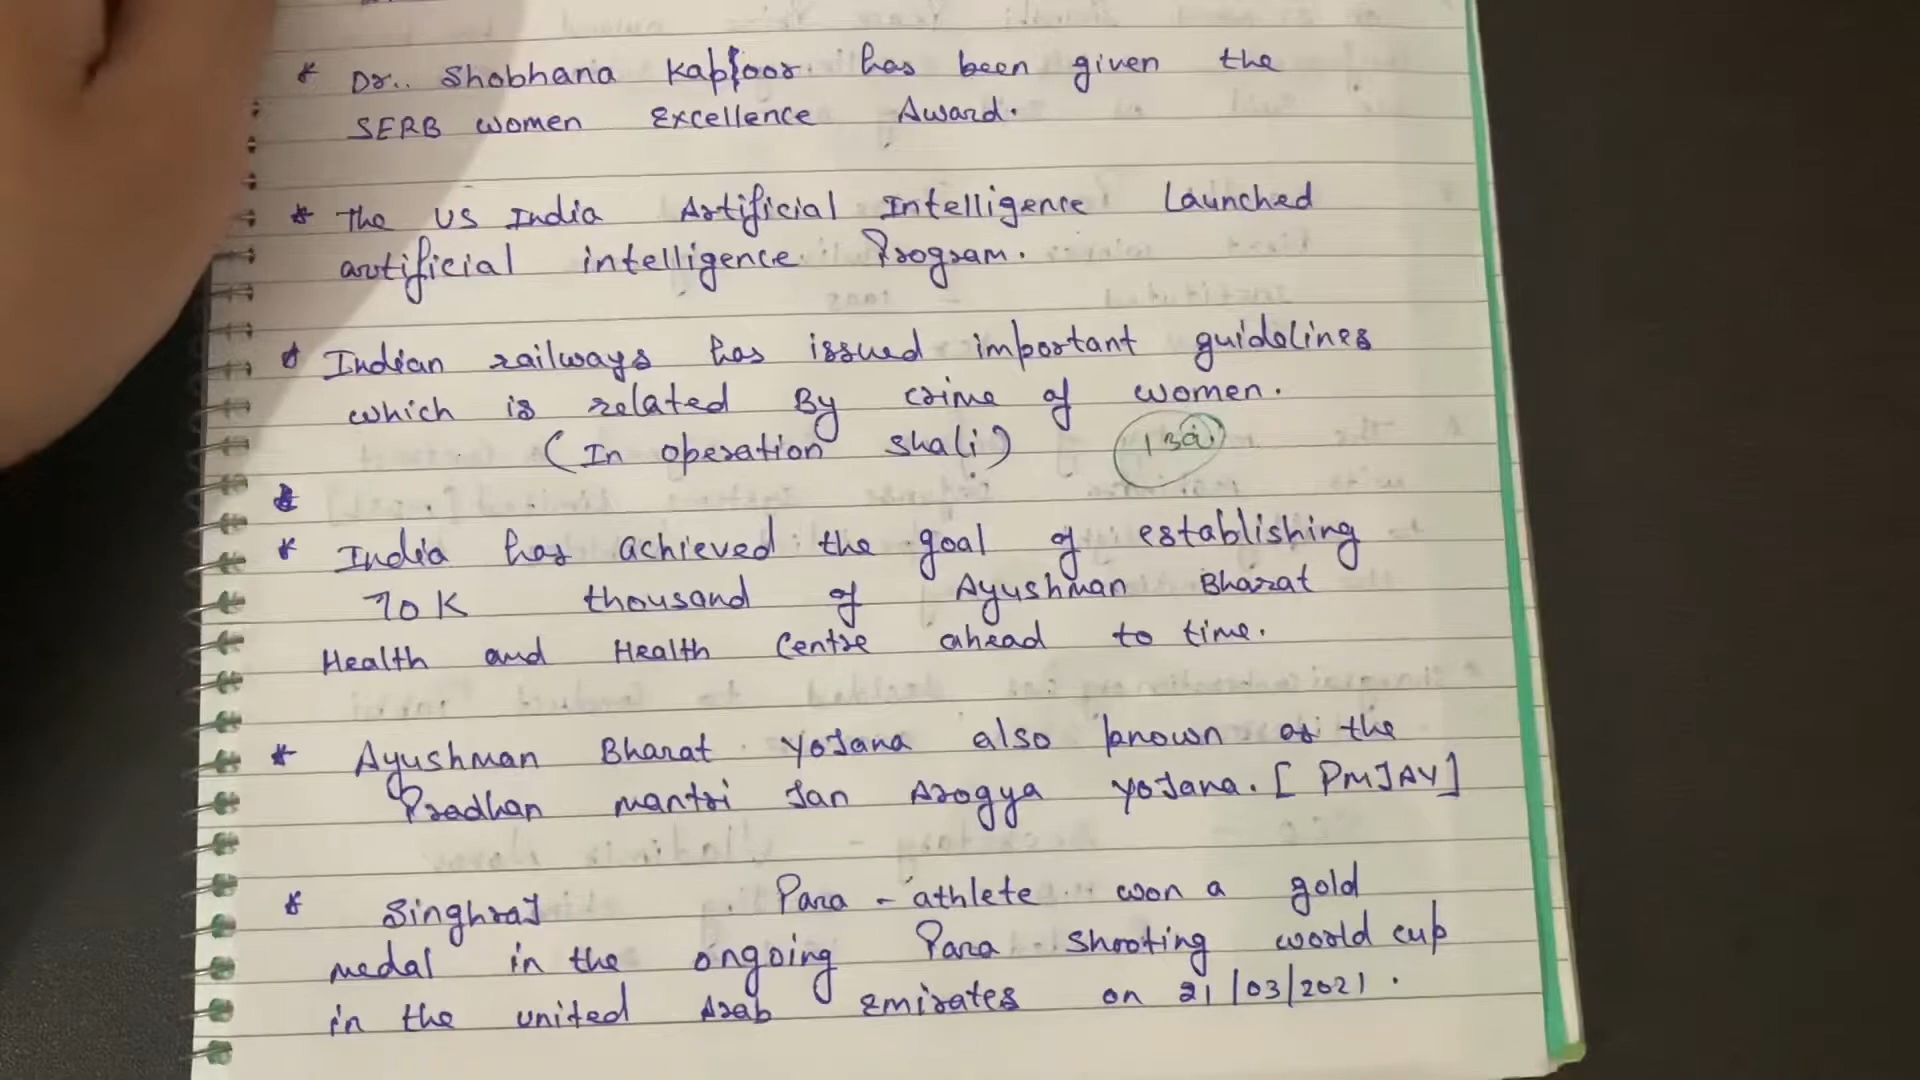 * Dr.. Shobhana Kappoor has been given the
SERB women Excellence Award.
* The US India Artificial Intelligence Launched
artificial intelligence Program.
* Indian railways has issued important guidelines
which is related By crime of women.
(In operation shali)
*
* India has achieved the goal of establishing
70K thousand of Ayushman Bharat
Health and Health Centre ahead to time.
* Ayushman Bharat YoJana also known as the
Pradhan mantri Jan Arogya YoJana. [PMJAY]
* SinghraJ Para - athlete won a gold
medal in the ongoing Para shooting world cup
in the united Arab Emirates on 21/03/2021.